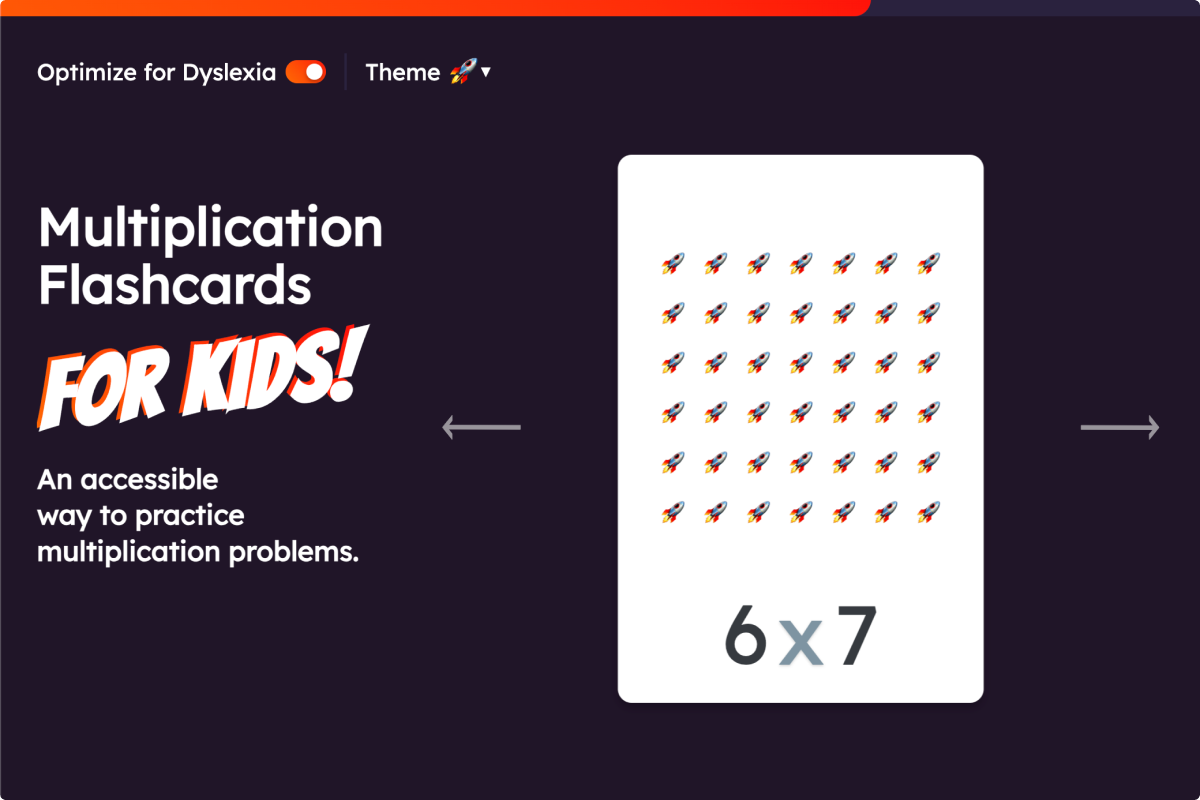 Optimize for Dyslexia
Theme 🚀 ▼
Multiplication
Flashcards
FOR KIDS!
An accessible
way to practice
multiplication problems.
6 x 7